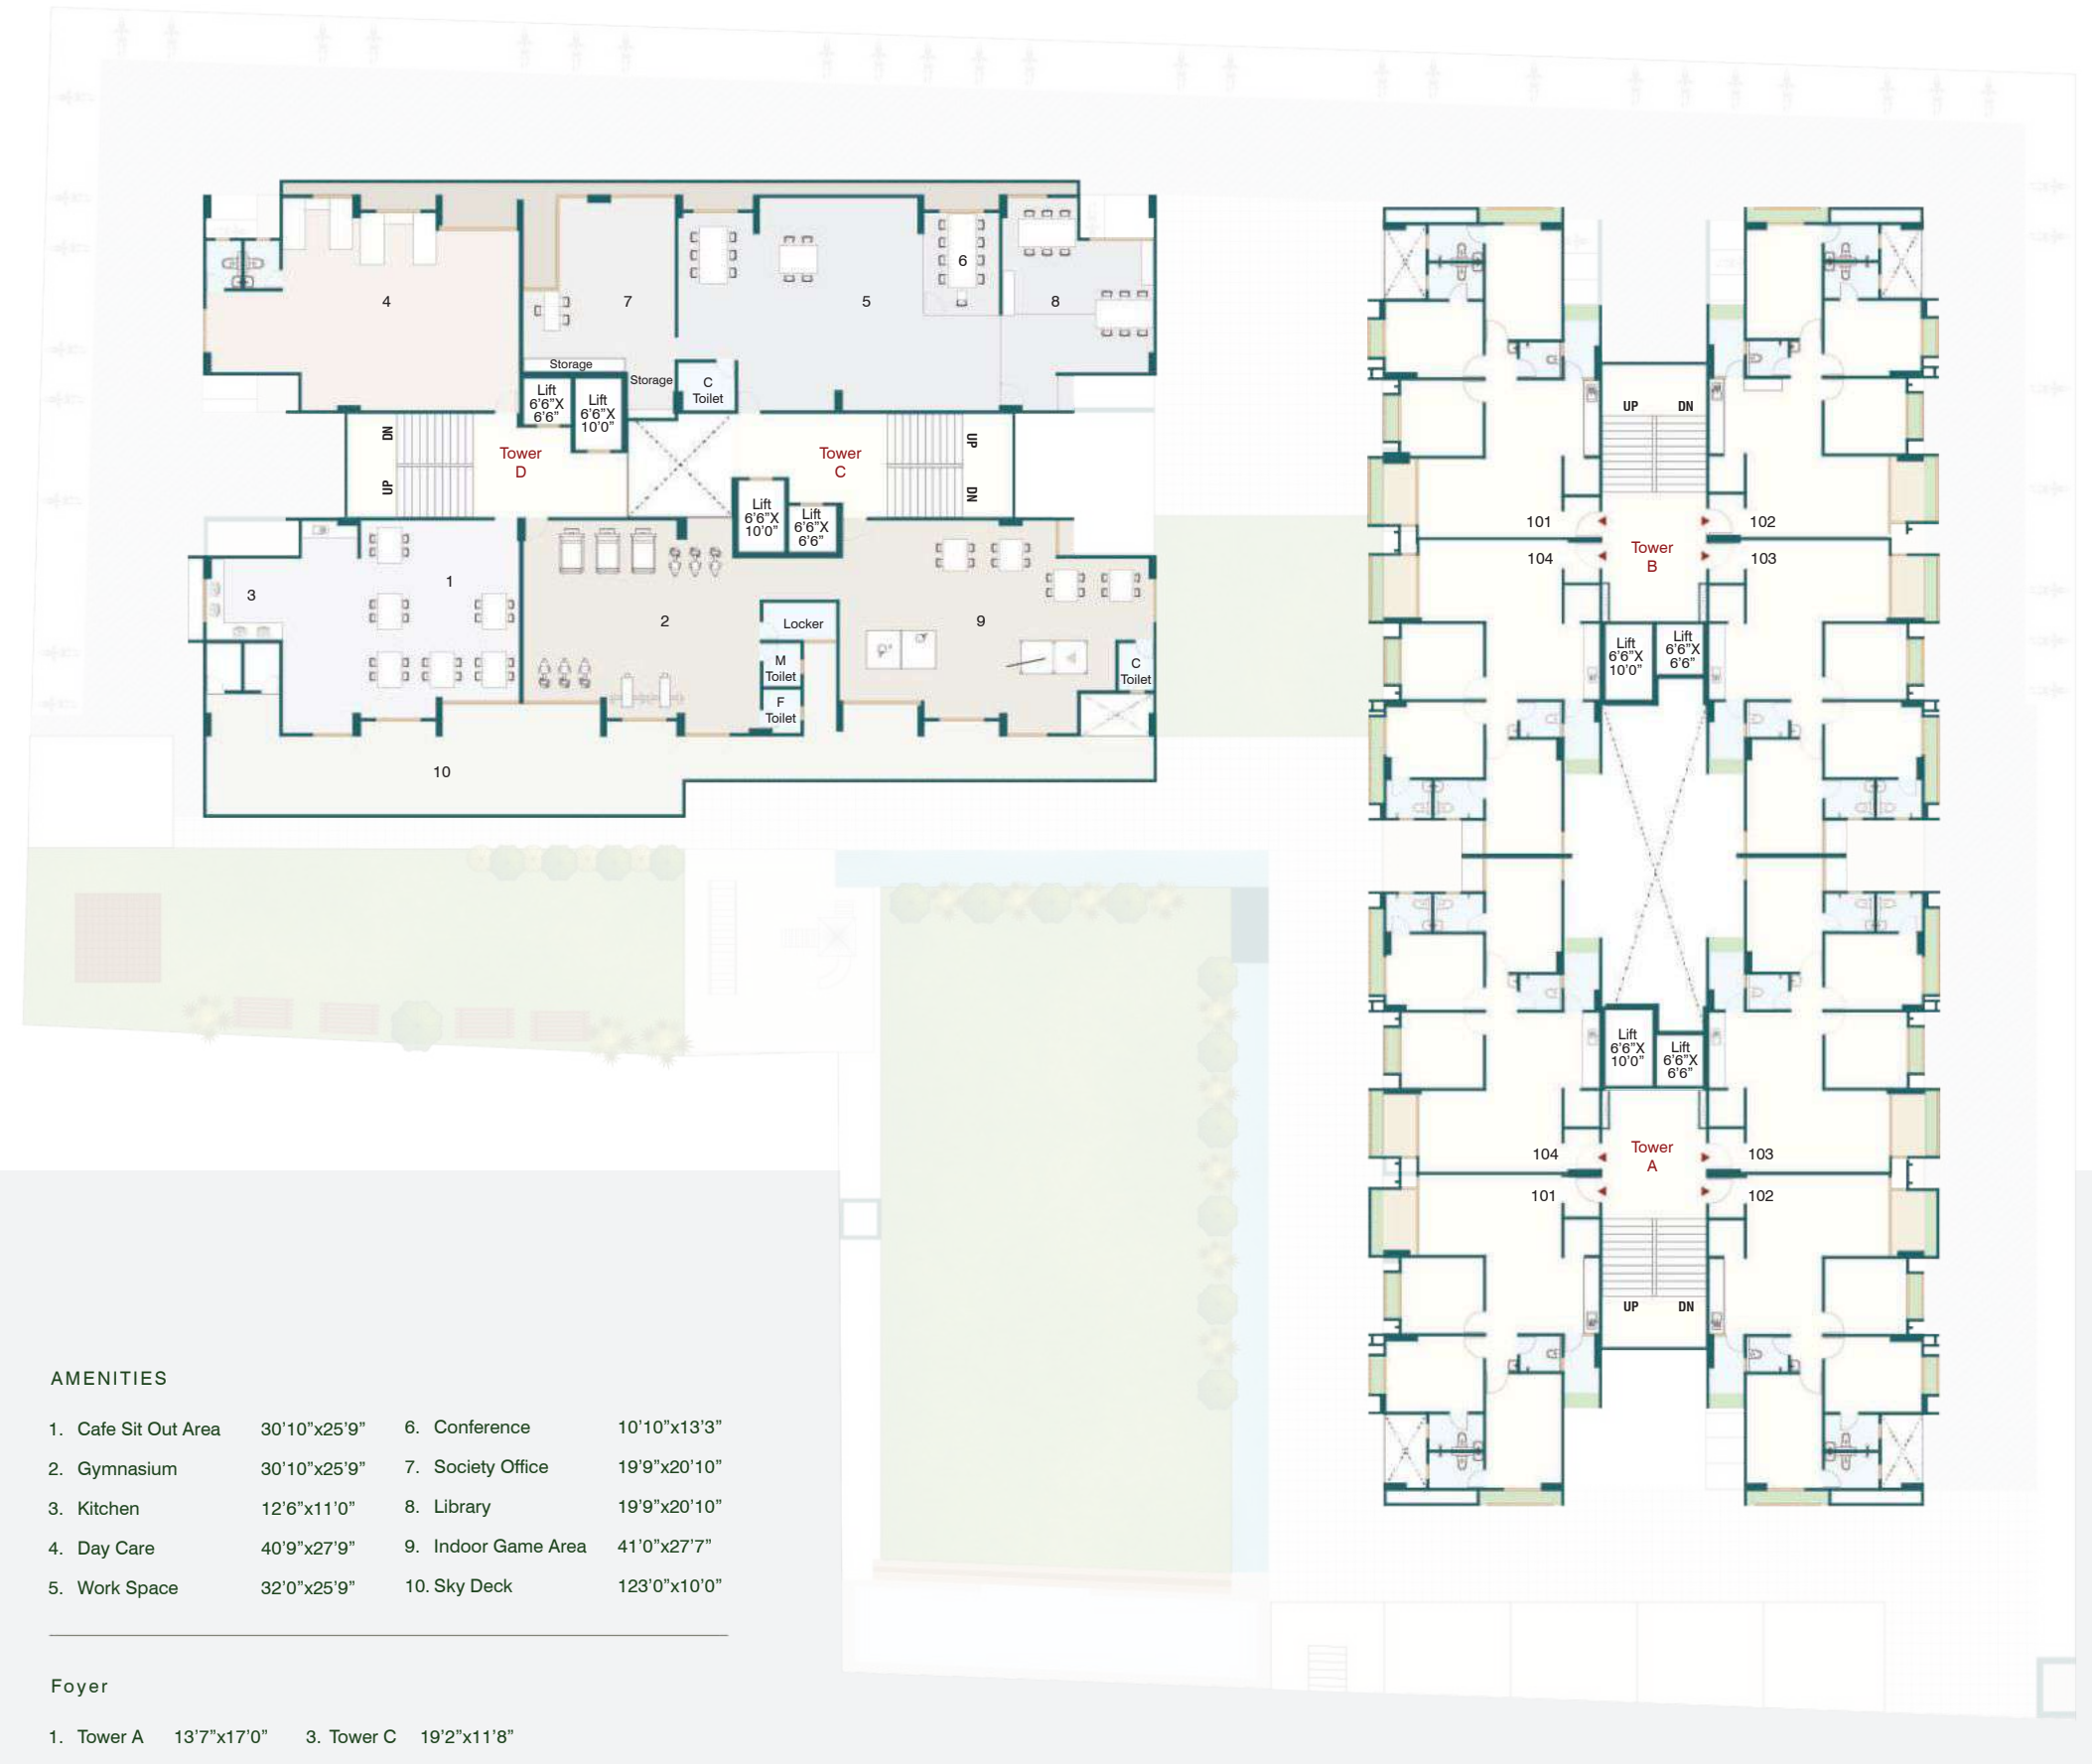 4
7
5
6
8
Storage
Storage
C
Toilet
Lift
6'6"X
6'6"
Lift
6'6"X
10'0"
DN
UP
Tower
D
Tower
C
UP
DN
Lift
6'6"X
10'0"
Lift
6'6"X
6'6"
3
1
2
9
Locker
M
Toilet
F
Toilet
C
Toilet
10
UP DN
101
102
Tower
B
104
103
Lift
6'6"X
10'0"
Lift
6'6"X
6'6"
Lift
6'6"X
10'0"
Lift
6'6"X
6'6"
104
103
Tower
A
101
102
UP DN
AMENITIES
1. Cafe Sit Out Area 30'10"x25'9"
2. Gymnasium 30'10"x25'9"
3. Kitchen 12'6"x11'0"
4. Day Care 40'9"x27'9"
5. Work Space 32'0"x25'9"
6. Conference 10'10"x13'3"
7. Society Office 19'9"x20'10"
8. Library 19'9"x20'10"
9. Indoor Game Area 41'0"x27'7"
10. Sky Deck 123'0"x10'0"
Foyer
1. Tower A 13'7"x17'0" 3. Tower C 19'2"x11'8"